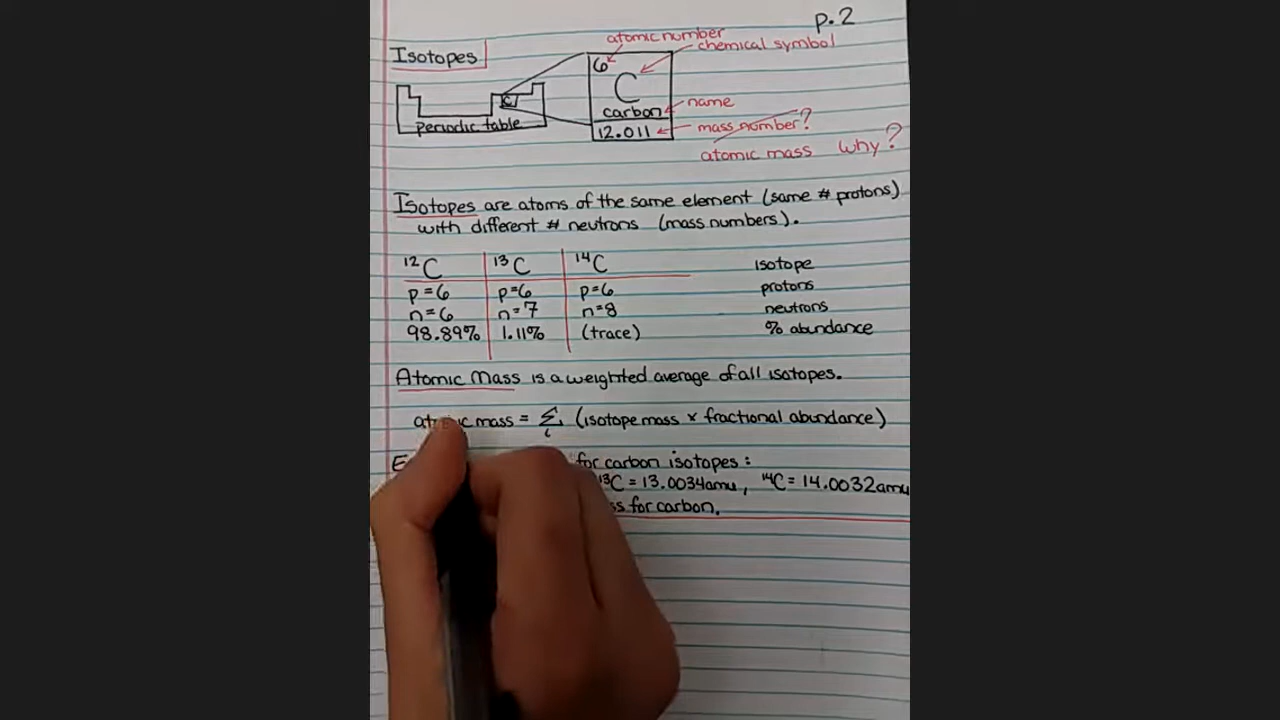 p.2
Isotopes
atomic number
chemical symbol
6
C
carbon
name
12.011
mass number?
atomic mass why?
C
periodic table
Isotopes are atoms of the same element (same # protons)
with different # neutrons (mass numbers).
¹²C ¹³C ¹⁴C isotope
p=6 p=6 p=6 protons
n=6 n=7 n=8 neutrons
98.89% 1.11% (trace) % abundance
Atomic Mass is a weighted average of all isotopes.
atomic mass = Σ (isotope mass x fractional abundance)
i
for carbon isotopes:
¹³C = 13.0034amu, ¹⁴C = 14.0032amu
for carbon.